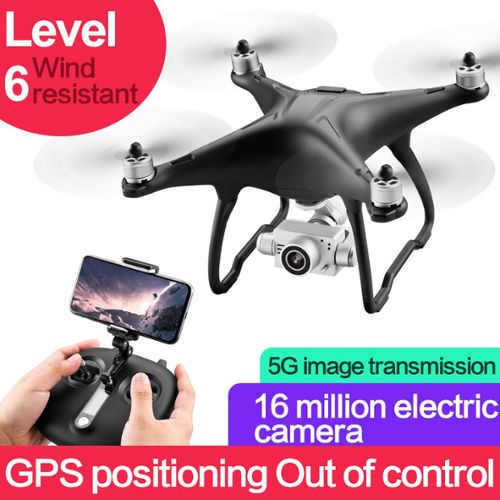 Level
6 Wind
resistant
5G image transmission
16 million electric
camera
GPS positioning Out of control